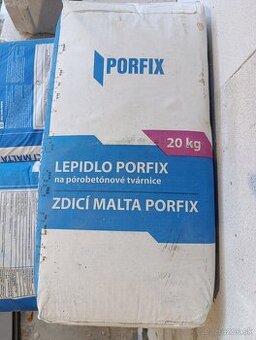 PORFIX
20 kg
LEPIDLO PORFIX
na pórobetónové tvárnice
ZDICÍ MALTA PORFIX